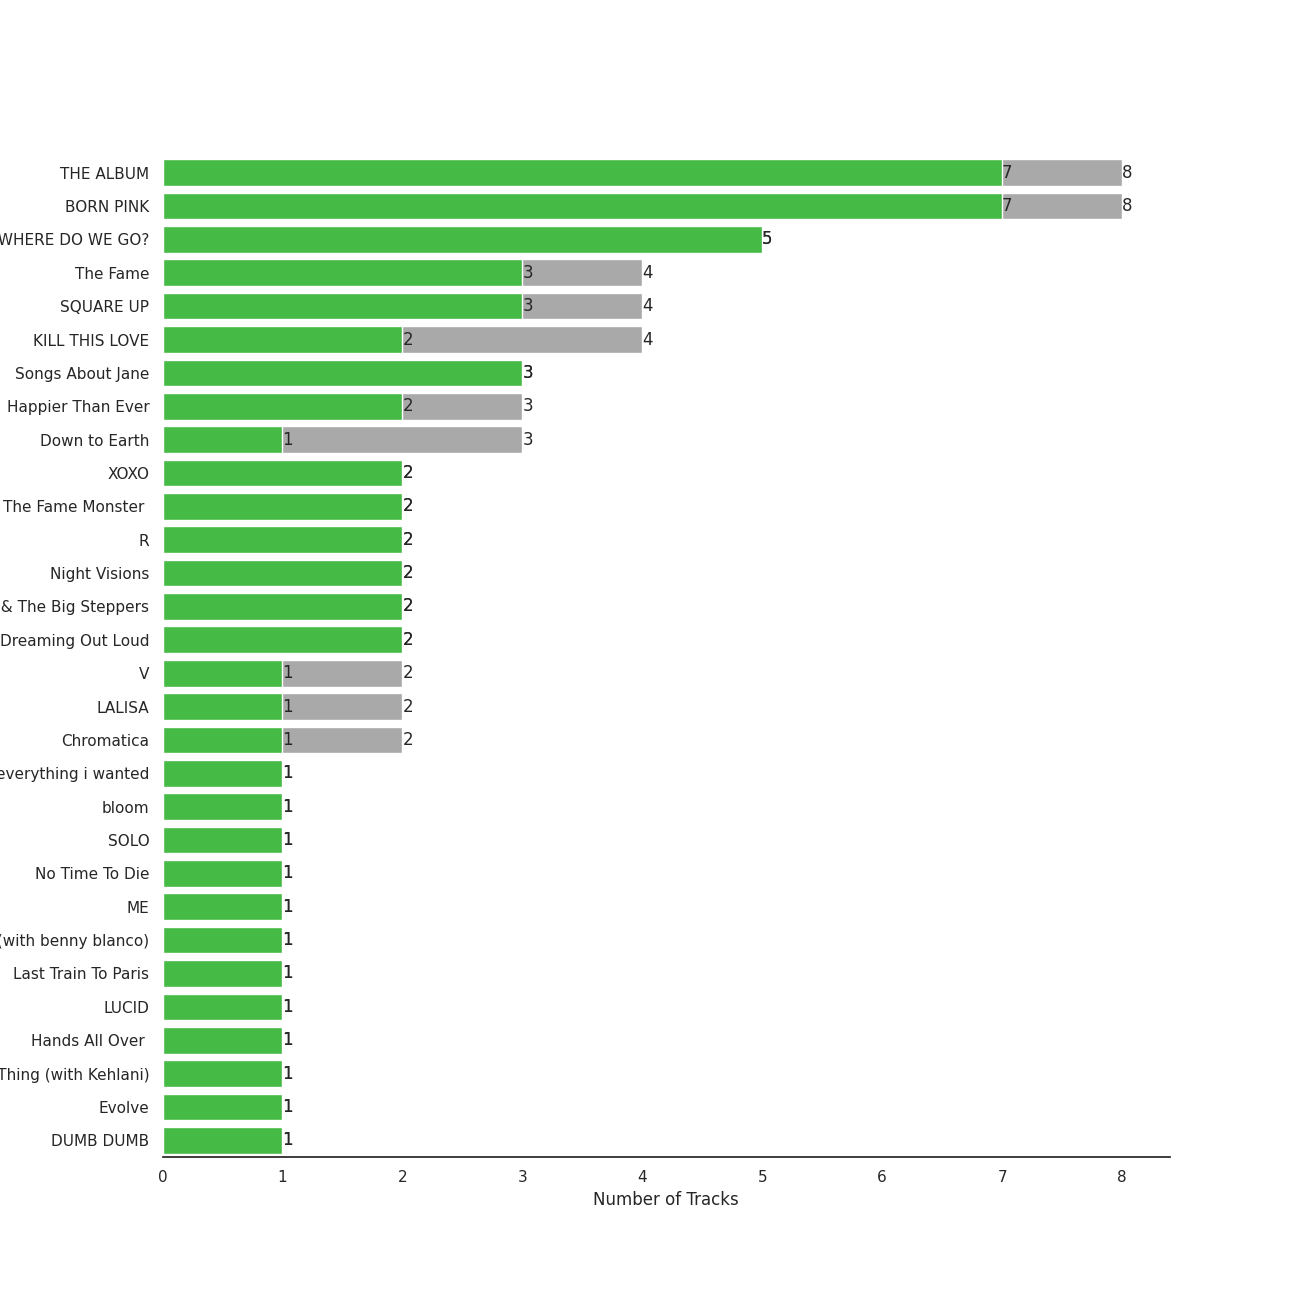 THE ALBUM 7 8
BORN PINK 7 8
WHERE DO WE GO? 5
The Fame 3 4
SQUARE UP 3 4
KILL THIS LOVE 2 4
Songs About Jane 3
Happier Than Ever 2 3
Down to Earth 1 3
XOXO 2
The Fame Monster 2
R 2
Night Visions 2
& The Big Steppers 2
Dreaming Out Loud 2
V 1 2
LALISA 1 2
Chromatica 1 2
everything i wanted 1
bloom 1
SOLO 1
No Time To Die 1
ME 1
(with benny blanco) 1
Last Train To Paris 1
LUCID 1
Hands All Over 1
Thing (with Kehlani) 1
Evolve 1
DUMB DUMB 1
0 1 2 3 4 5 6 7 8
Number of Tracks